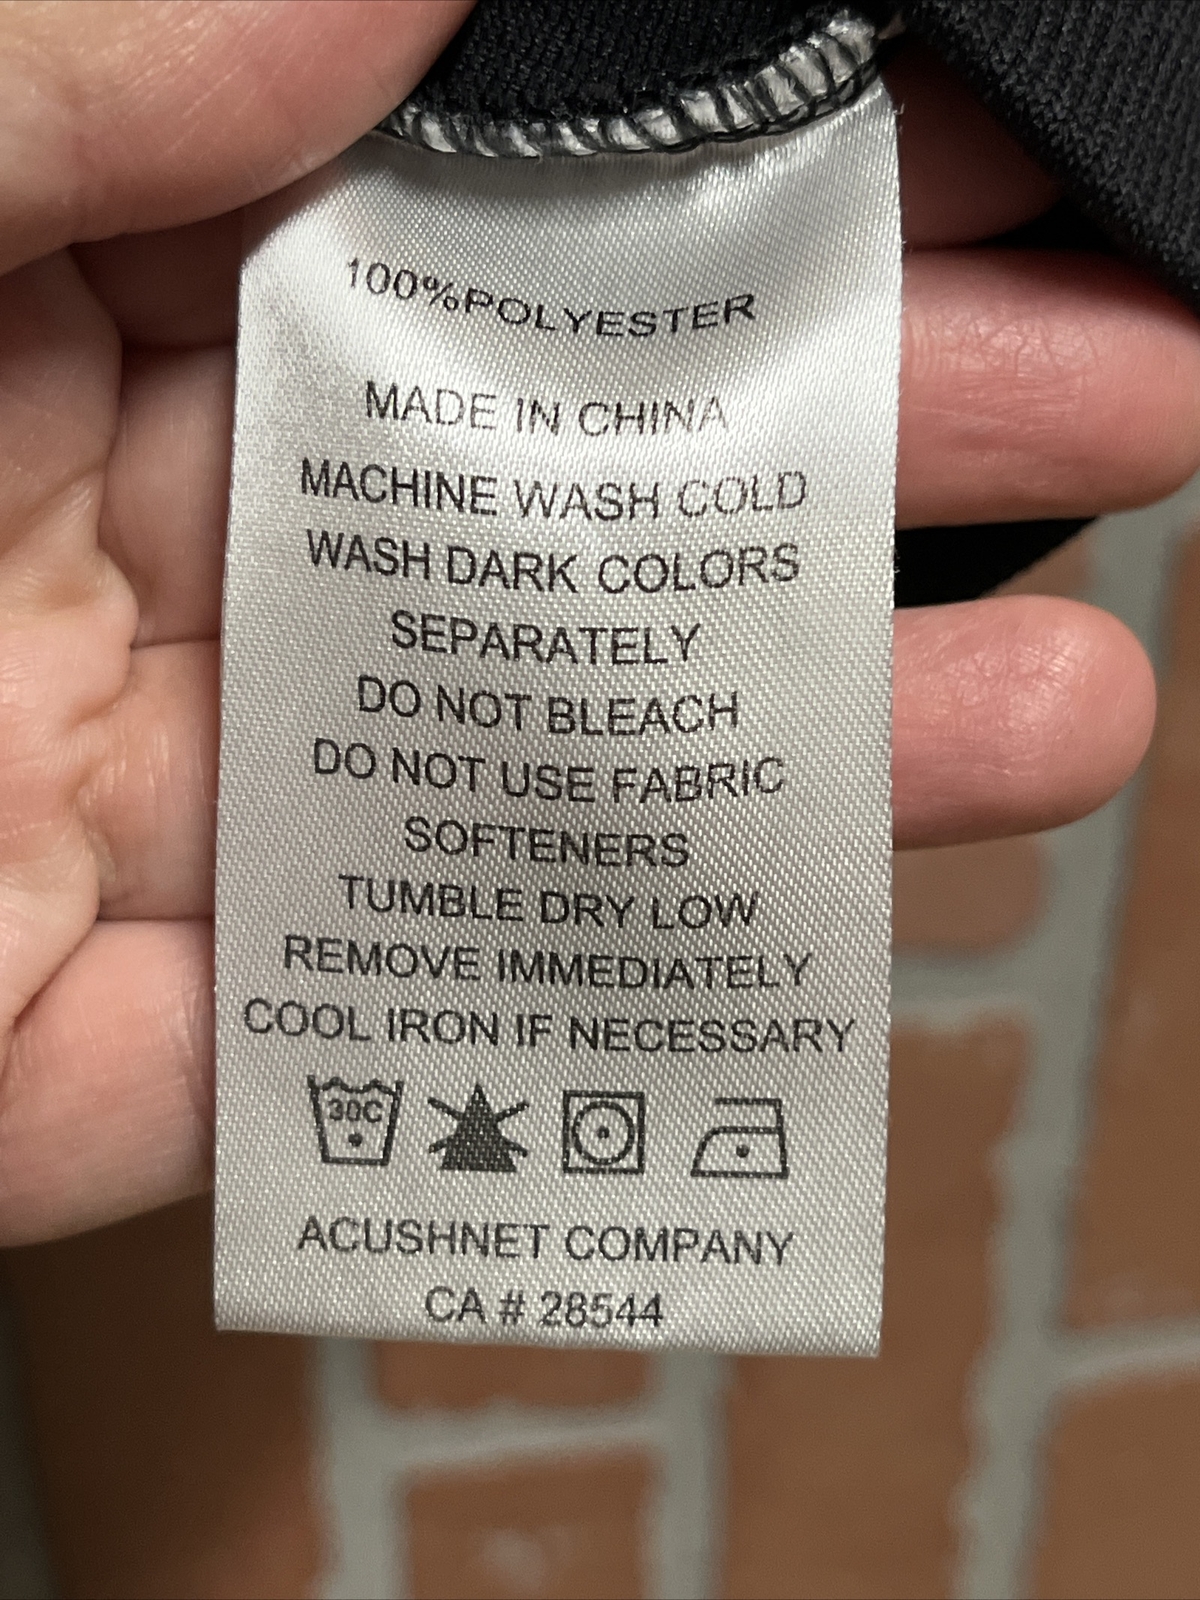 100%POLYESTER
MADE IN CHINA
MACHINE WASH COLD
WASH DARK COLORS
SEPARATELY
DO NOT BLEACH
DO NOT USE FABRIC
SOFTENERS
TUMBLE DRY LOW
REMOVE IMMEDIATELY
COOL IRON IF NECESSARY
30C
ACUSHNET COMPANY
CA # 28544